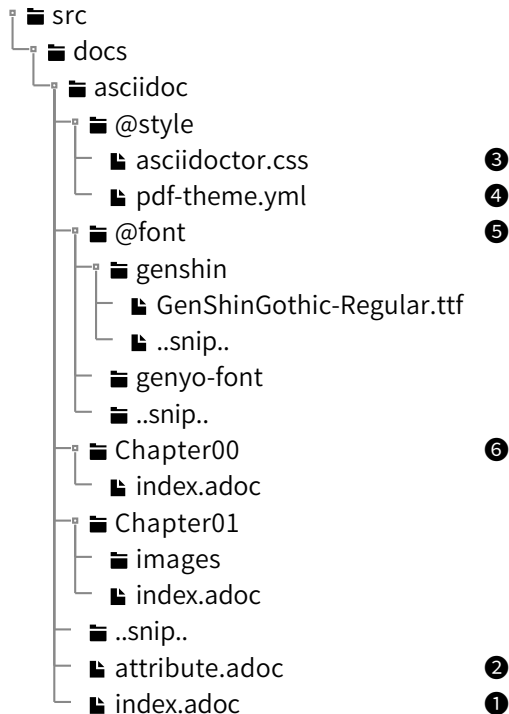 src
docs
asciidoc
@style
asciidoctor.css ❸
pdf-theme.yml ❹
@font ❺
genshin
GenShinGothic-Regular.ttf
..snip..
genyo-font
..snip..
Chapter00 ❻
index.adoc
Chapter01
images
index.adoc
..snip..
attribute.adoc ❷
index.adoc ❶